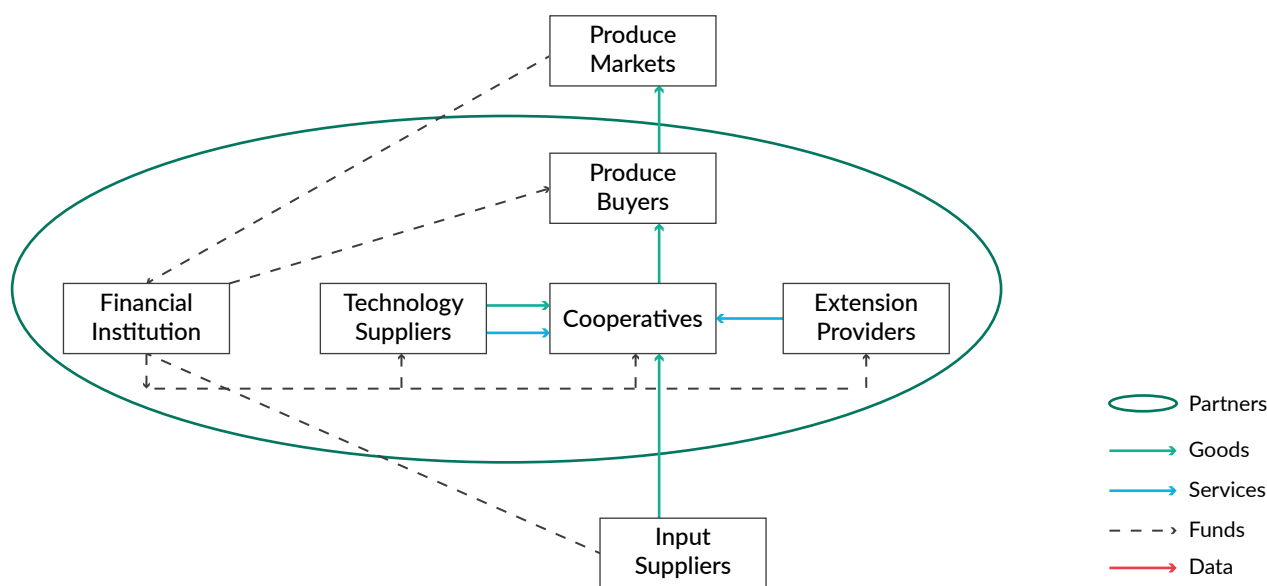 Produce
Markets
Produce
Buyers
Financial
Institution
Technology
Suppliers
Cooperatives
Extension
Providers
Input
Suppliers
Partners
Goods
Services
Funds
Data